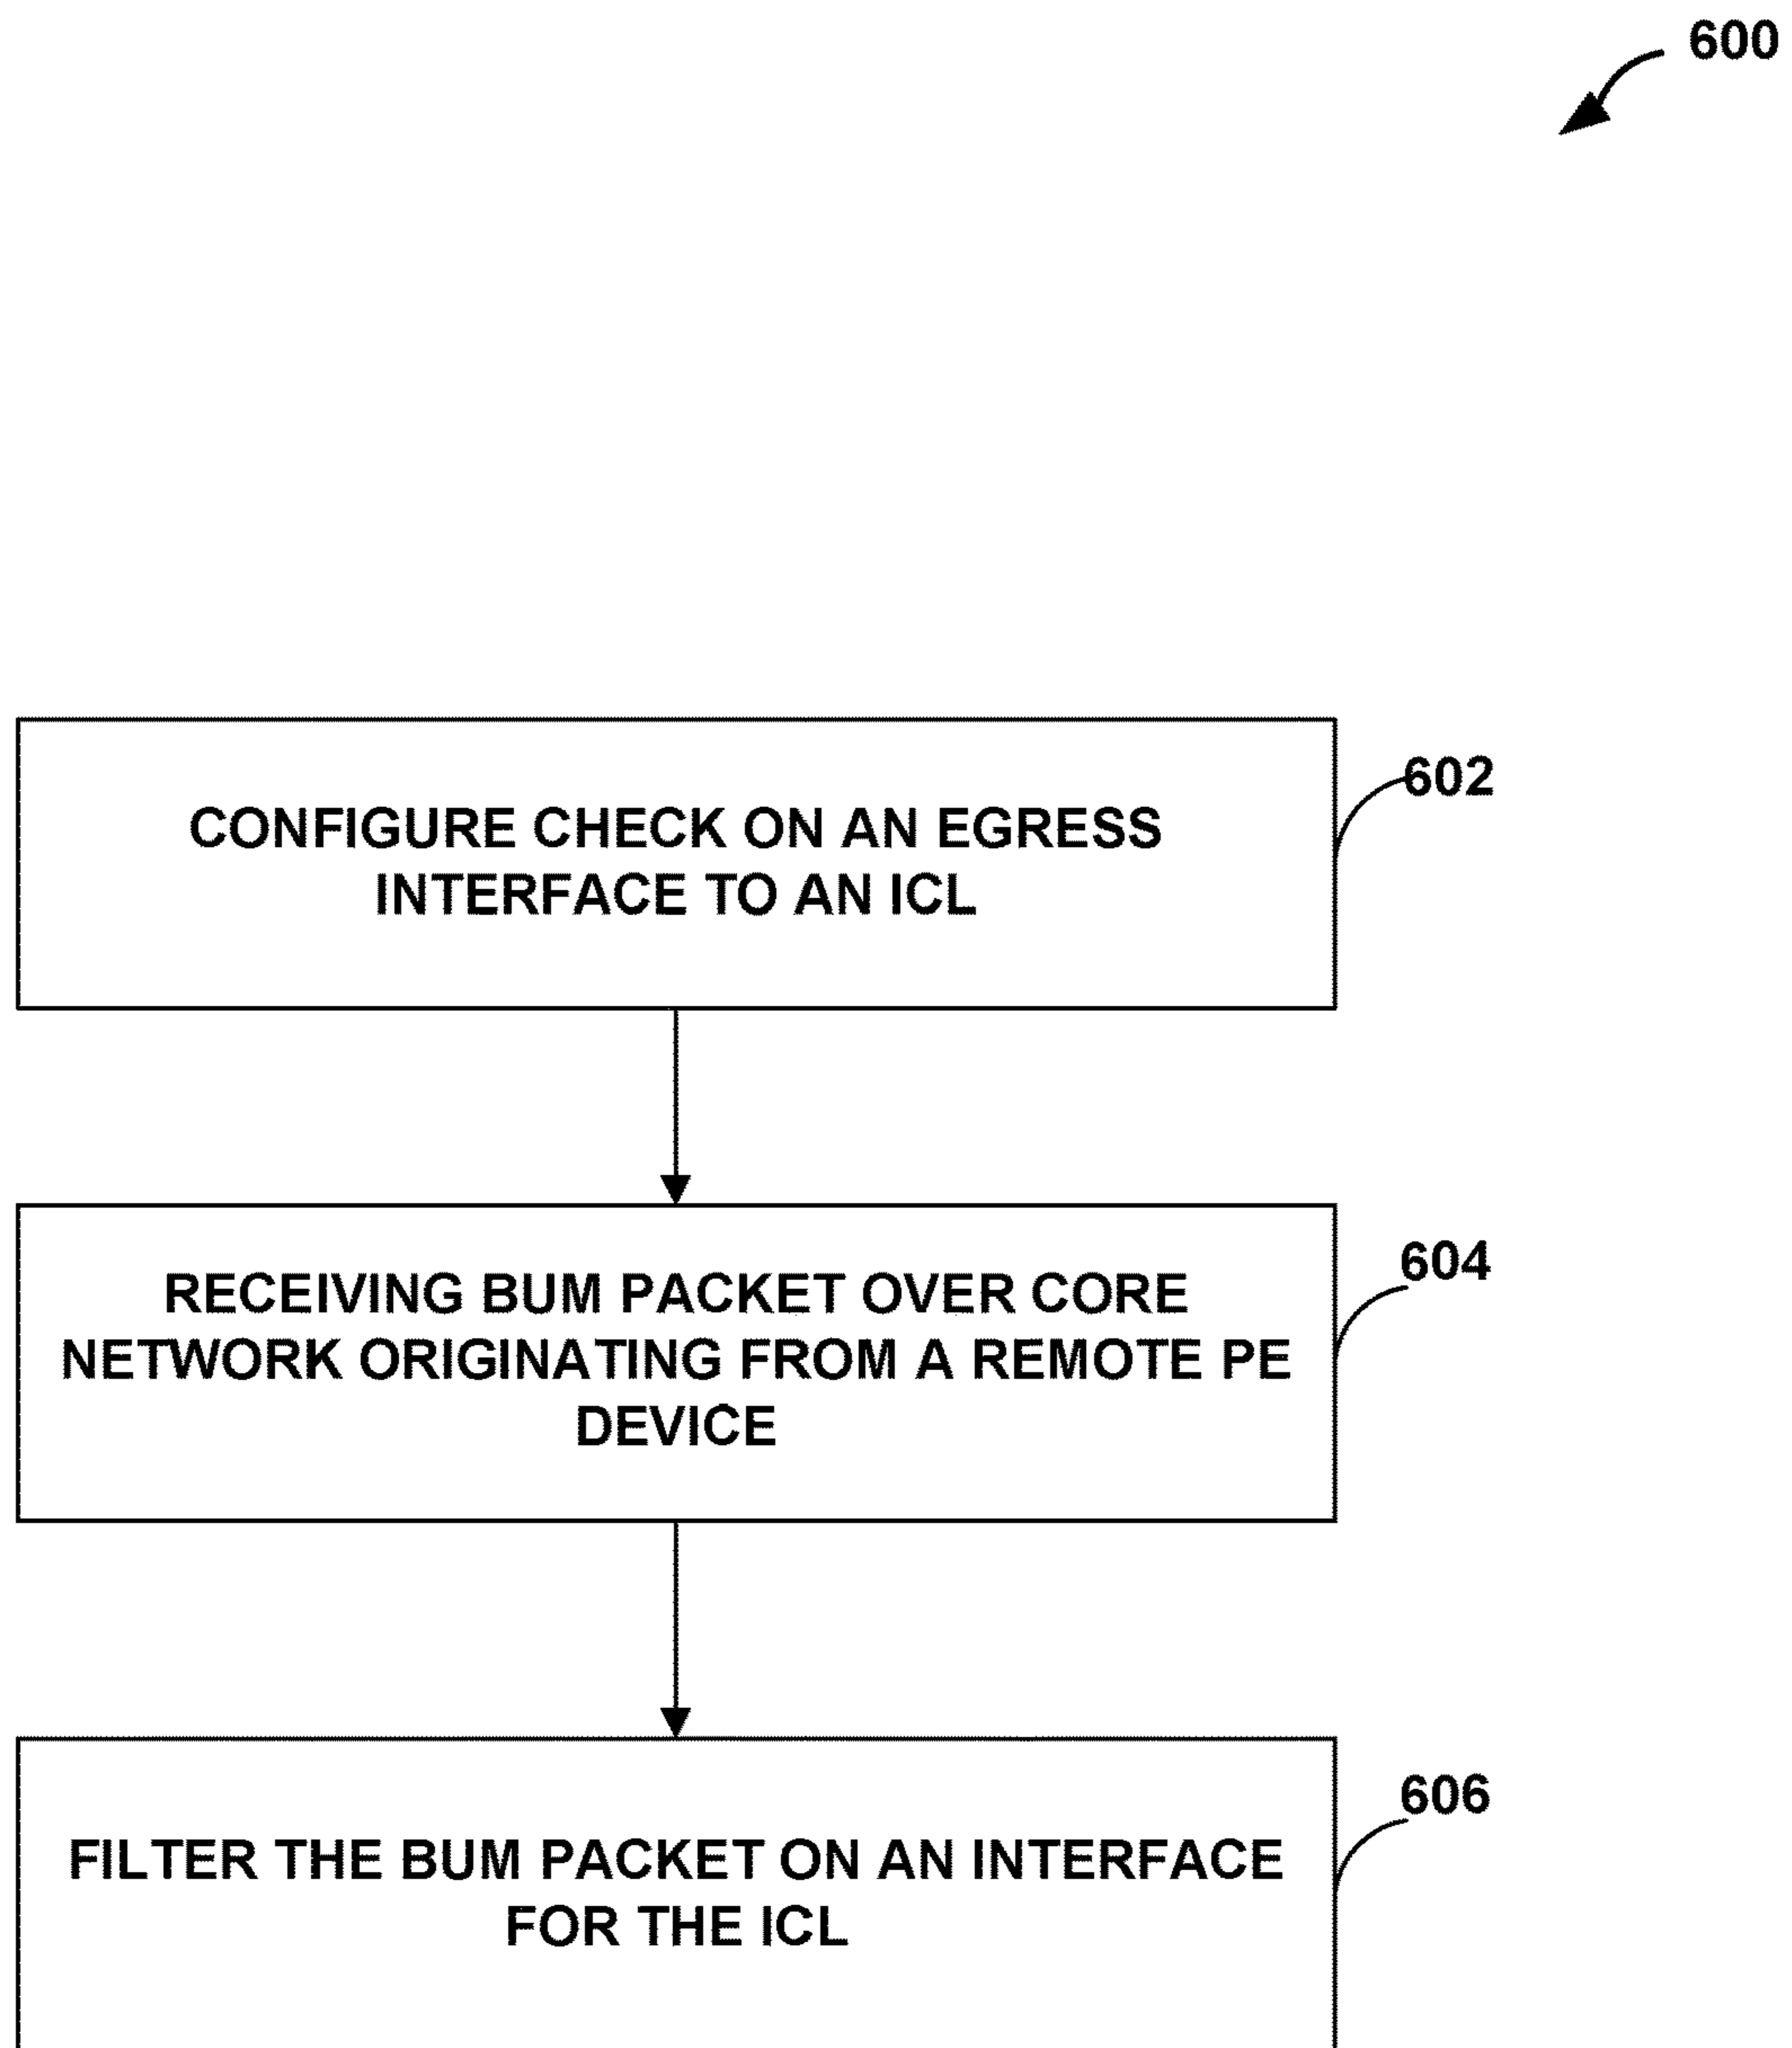 600
CONFIGURE CHECK ON AN EGRESS
INTERFACE TO AN ICL
602
RECEIVING BUM PACKET OVER CORE
NETWORK ORIGINATING FROM A REMOTE PE
DEVICE
604
FILTER THE BUM PACKET ON AN INTERFACE
FOR THE ICL
606